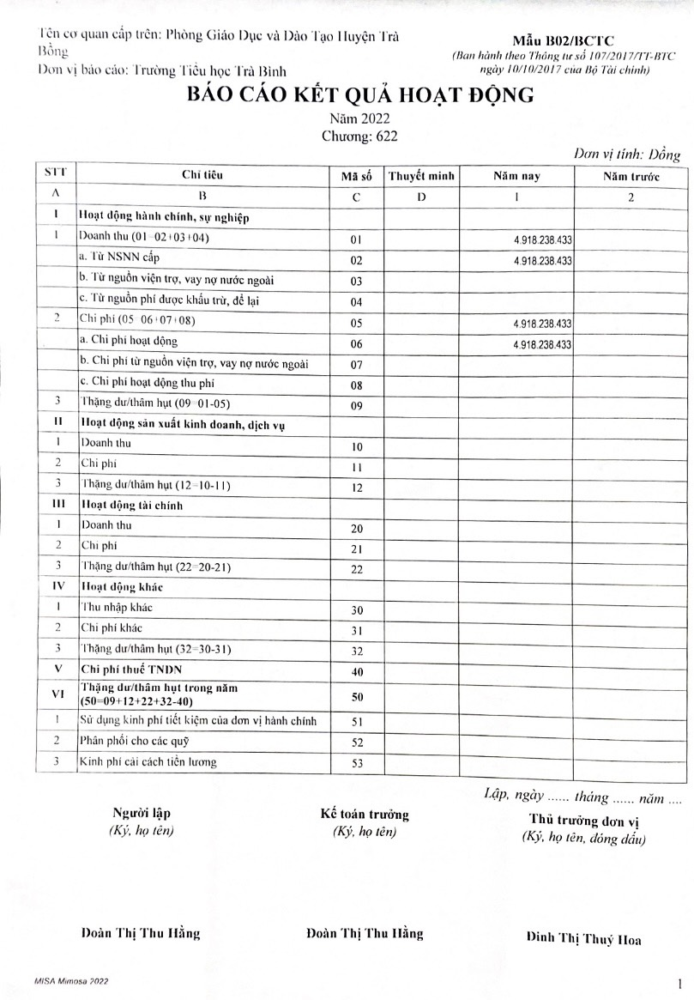 Tên cơ quan cấp trên: Phòng Giáo Dục và Đào Tạo Huyện Trà
Bồng
Đơn vị báo cáo: Trường Tiểu học Trà Bình
Mẫu B02/BCTC
(Ban hành theo Thông tư số 107/2017/TT-BTC
ngày 10/10/2017 của Bộ Tài chính)
BÁO CÁO KẾT QUẢ HOẠT ĐỘNG
Năm 2022
Chương: 622
Đơn vị tính: Đồng
STT Chỉ tiêu Mã số Thuyết minh Năm nay Năm trước
A B C D 1 2
I Hoạt động hành chính, sự nghiệp
1 Doanh thu (01=02+03+04) 01 4.918.238.433
a. Từ NSNN cấp 02 4.918.238.433
b. Từ nguồn viện trợ, vay nợ nước ngoài 03
c. Từ nguồn phí được khấu trừ, để lại 04
2 Chi phí (05=06+07+08) 05 4.918.238.433
a. Chi phí hoạt động 06 4.918.238.433
b. Chi phí từ nguồn viện trợ, vay nợ nước ngoài 07
c. Chi phí hoạt động thu phí 08
3 Thặng dư/thâm hụt (09=01-05) 09
II Hoạt động sản xuất kinh doanh, dịch vụ
1 Doanh thu 10
2 Chi phí 11
3 Thặng dư/thâm hụt (12=10-11) 12
III Hoạt động tài chính
1 Doanh thu 20
2 Chi phí 21
3 Thặng dư/thâm hụt (22=20-21) 22
IV Hoạt động khác
1 Thu nhập khác 30
2 Chi phí khác 31
3 Thặng dư/thâm hụt (32=30-31) 32
V Chi phí thuế TNDN 40
VI Thặng dư/thâm hụt trong năm
(50=09+12+22+32-40) 50
1 Sử dụng kinh phí tiết kiệm của đơn vị hành chính 51
2 Phân phối cho các quỹ 52
3 Kinh phí cải cách tiền lương 53
Lập, ngày ...... tháng ...... năm ....
Người lập
(Ký, họ tên)
Kế toán trưởng
(Ký, họ tên)
Thủ trưởng đơn vị
(Ký, họ tên, đóng dấu)
Đoàn Thị Thu Hằng
Đoàn Thị Thu Hằng
Đinh Thị Thuý Hoa
MISA Mimosa 2022
1